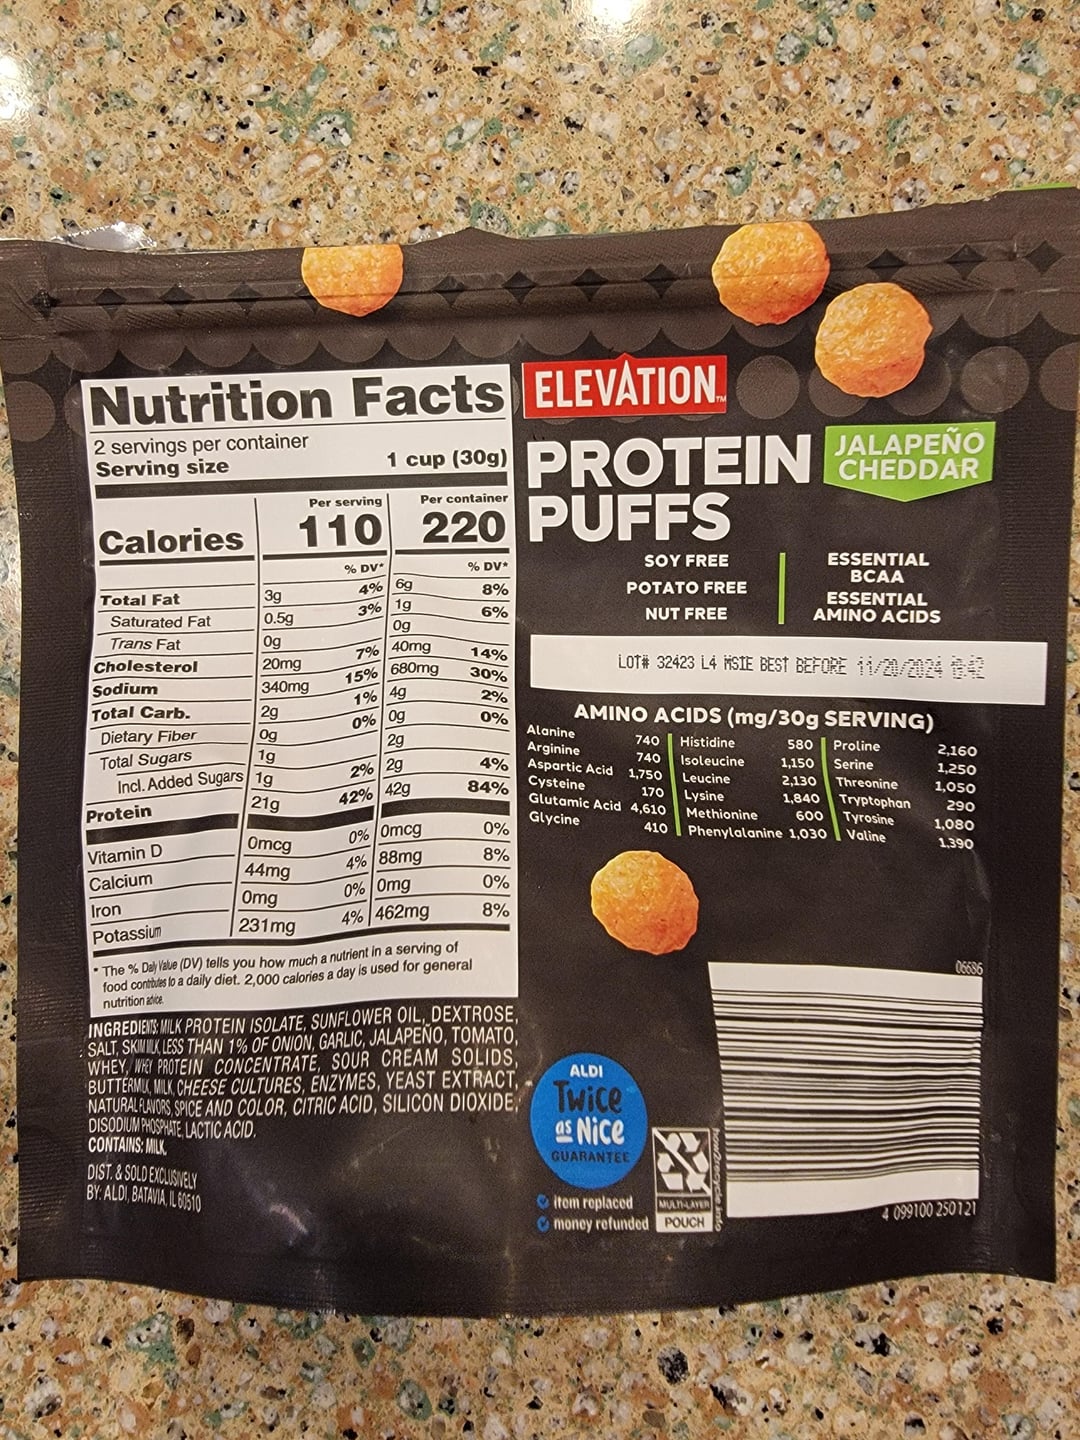 Nutrition Facts
2 servings per container
Serving size 1 cup (30g)
Per serving Per container
Calories 110 220
% DV* % DV*
Total Fat 3g 4% 6g 8%
Saturated Fat 0.5g 3% 1g 6%
Trans Fat 0g 0g
Cholesterol 20mg 7% 40mg 14%
Sodium 340mg 15% 680mg 30%
Total Carb. 2g 1% 4g 2%
Dietary Fiber 0g 0% 0g 0%
Total Sugars 1g 2g
Incl. Added Sugars 1g 2% 2g 4%
Protein 21g 42% 42g 84%
Vitamin D 0mcg 0% 0mcg 0%
Calcium 44mg 4% 88mg 8%
Iron 0mg 0% 0mg 0%
Potassium 231mg 4% 462mg 8%
* The % Daily Value (DV) tells you how much a nutrient in a serving of
food contributes to a daily diet. 2,000 calories a day is used for general
nutrition advice.
INGREDIENTS: MILK PROTEIN ISOLATE, SUNFLOWER OIL, DEXTROSE,
SALT, SKIM MILK, LESS THAN 1% OF ONION, GARLIC, JALAPEÑO, TOMATO,
WHEY, WHEY PROTEIN CONCENTRATE, SOUR CREAM SOLIDS,
BUTTERMILK, MILK, CHEESE CULTURES, ENZYMES, YEAST EXTRACT,
NATURAL FLAVORS, SPICE AND COLOR, CITRIC ACID, SILICON DIOXIDE,
DISODIUM PHOSPHATE, LACTIC ACID.
CONTAINS: MILK.
DIST. & SOLD EXCLUSIVELY
BY: ALDI, BATAVIA, IL 60510
ELEVATION™
PROTEIN
PUFFS
JALAPEÑO
CHEDDAR
SOY FREE
POTATO FREE
NUT FREE
ESSENTIAL
BCAA
ESSENTIAL
AMINO ACIDS
LOT# 32423 L4 MSIE BEST BEFORE 11/20/2024
AMINO ACIDS (mg/30g SERVING)
Alanine 740
Arginine 740
Aspartic Acid 1,750
Cysteine 170
Glutamic Acid 4,610
Glycine 410
Histidine 580
Isoleucine 1,150
Leucine 2,130
Lysine 1,840
Methionine 600
Phenylalanine 1,030
Proline 2,160
Serine 1,250
Threonine 1,050
Tryptophan 290
Tyrosine 1,080
Valine 1,390
06686
4 099100 250121
ALDI
Twice
as Nice
GUARANTEE
item replaced
money refunded
how2recycle.info
MULTI-LAYER
POUCH